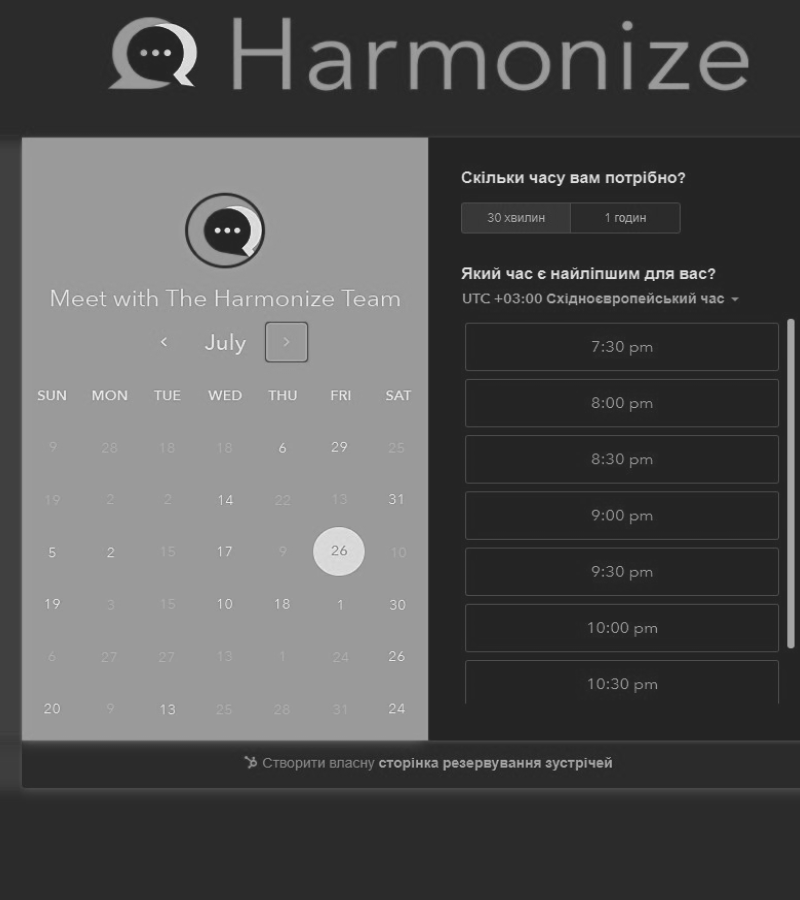 Harmonize
Meet with The Harmonize Team
July
SUN MON TUE WED THU FRI SAT
9 28 18 18 6 29 25
19 2 2 14 22 13 31
5 2 15 17 9 26 10
19 3 15 10 18 1 30
6 27 27 13 1 24 26
20 9 13 25 28 31 24
Скільки часу вам потрібно?
30 хвилин 1 годин
Який час є найліпшим для вас?
UTC +03:00 Східноєвропейський час
7:30 pm
8:00 pm
8:30 pm
9:00 pm
9:30 pm
10:00 pm
10:30 pm
Створити власну сторінка резервування зустрічей